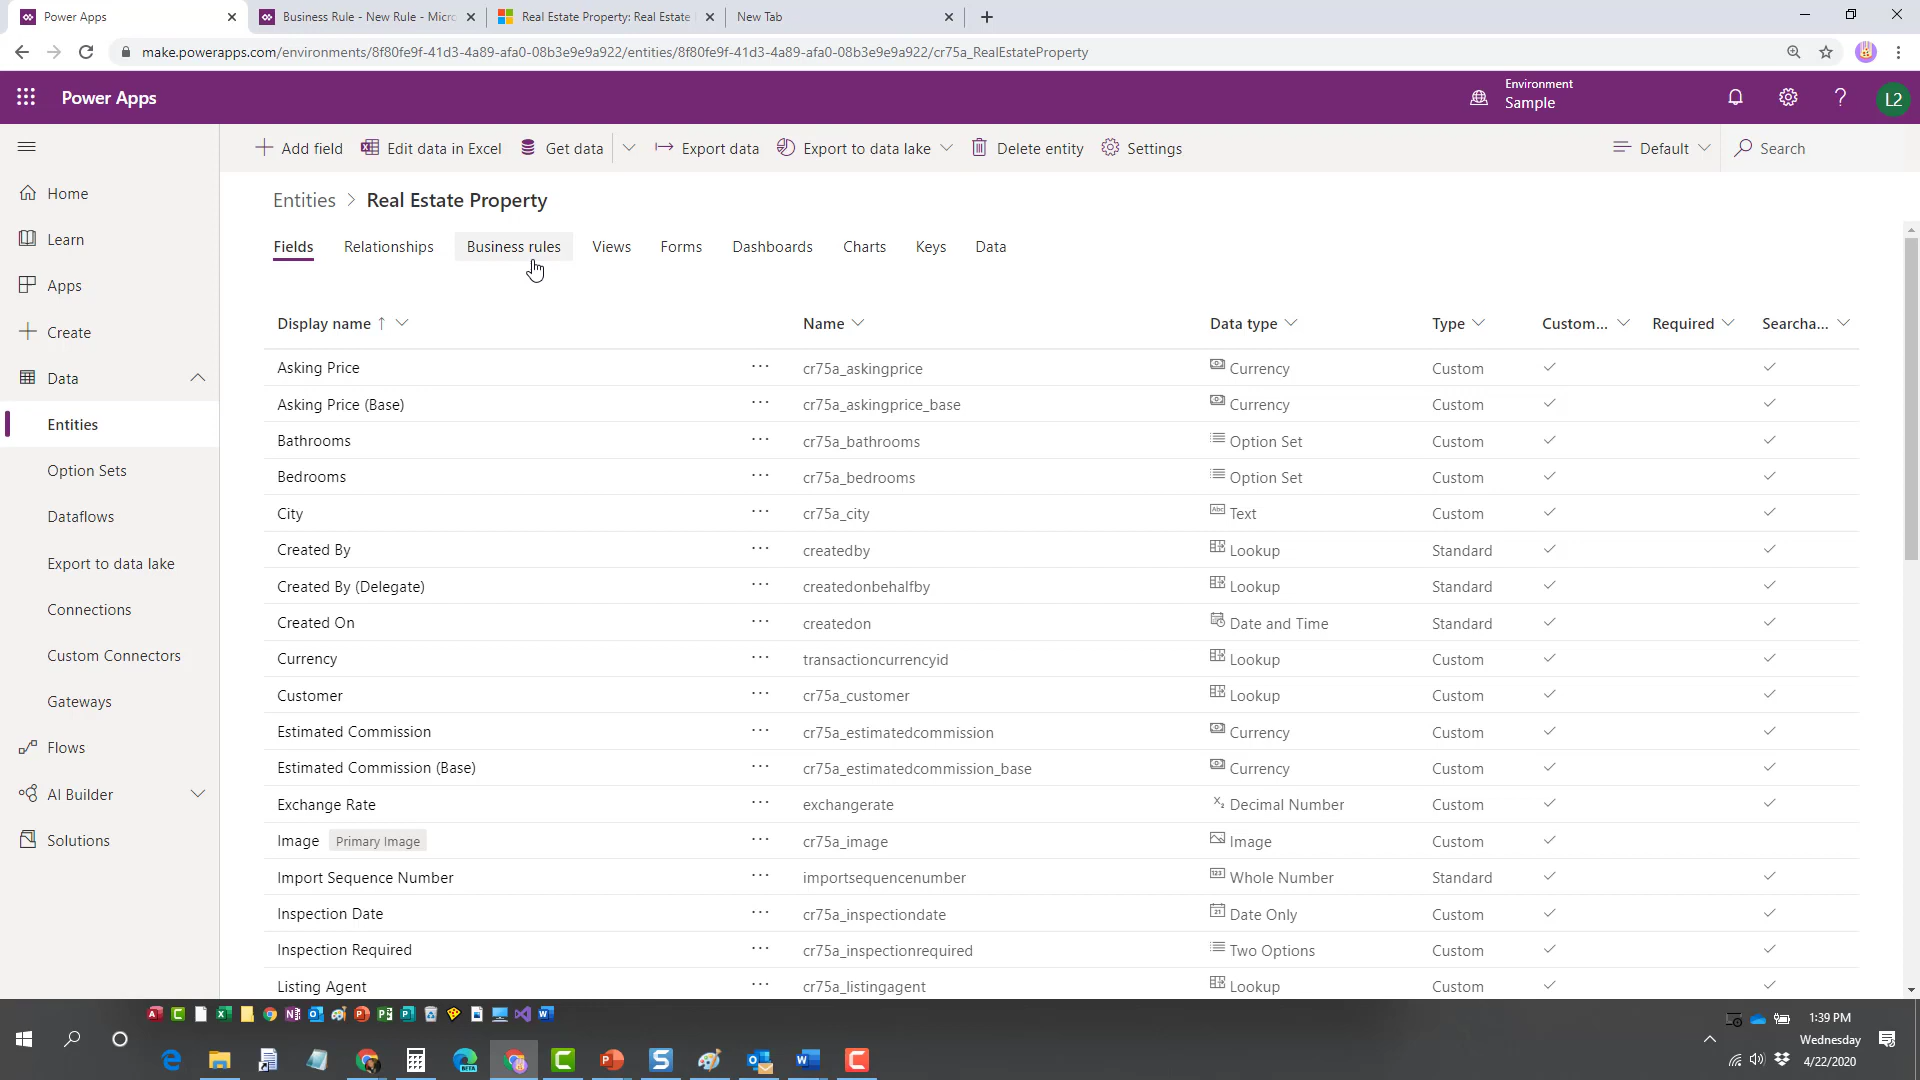 Power Apps
Business Rule - New Rule - Micr
Real Estate Property: Real Estate
New Tab
make.powerapps.com/environments/8f80fe9f-41d3-4a89-afa0-08b3e9e9a922/entities/8f80fe9f-41d3-4a89-afa0-08b3e9e9a922/cr75a_RealEstateProperty
Power Apps
Environment
Sample
L2
Add field
Edit data in Excel
Get data
Export data
Export to data lake
Delete entity
Settings
Default
Search
Home
Learn
Apps
Create
Data
Entities
Option Sets
Dataflows
Export to data lake
Connections
Custom Connectors
Gateways
Flows
AI Builder
Solutions
Entities > Real Estate Property
Fields Relationships Business rules Views Forms Dashboards Charts Keys Data
Display name ↑ Name Data type Type Custom... Required Searcha...
Asking Price ··· cr75a_askingprice Currency Custom
Asking Price (Base) ··· cr75a_askingprice_base Currency Custom
Bathrooms ··· cr75a_bathrooms Option Set Custom
Bedrooms ··· cr75a_bedrooms Option Set Custom
City ··· cr75a_city Text Custom
Created By ··· createdby Lookup Standard
Created By (Delegate) ··· createdonbehalfby Lookup Standard
Created On ··· createdon Date and Time Standard
Currency ··· transactioncurrencyid Lookup Custom
Customer ··· cr75a_customer Lookup Custom
Estimated Commission ··· cr75a_estimatedcommission Currency Custom
Estimated Commission (Base) ··· cr75a_estimatedcommission_base Currency Custom
Exchange Rate ··· exchangerate Decimal Number Custom
Image Primary Image ··· cr75a_image Image Custom
Import Sequence Number ··· importsequencenumber Whole Number Standard
Inspection Date ··· cr75a_inspectiondate Date Only Custom
Inspection Required ··· cr75a_inspectionrequired Two Options Custom
Listing Agent ··· cr75a_listingagent Lookup Custom
1:39 PM
Wednesday
4/22/2020